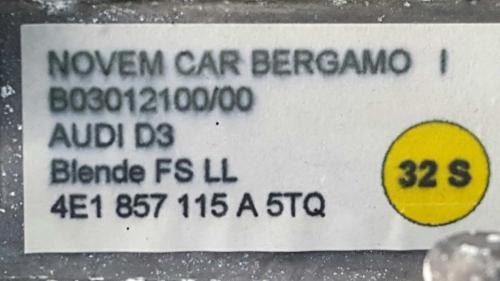 NOVEM CAR BERGAMO I
B03012100/00
AUDI D3
Blende FS LL
32 S
4E1 857 115 A 5TQ